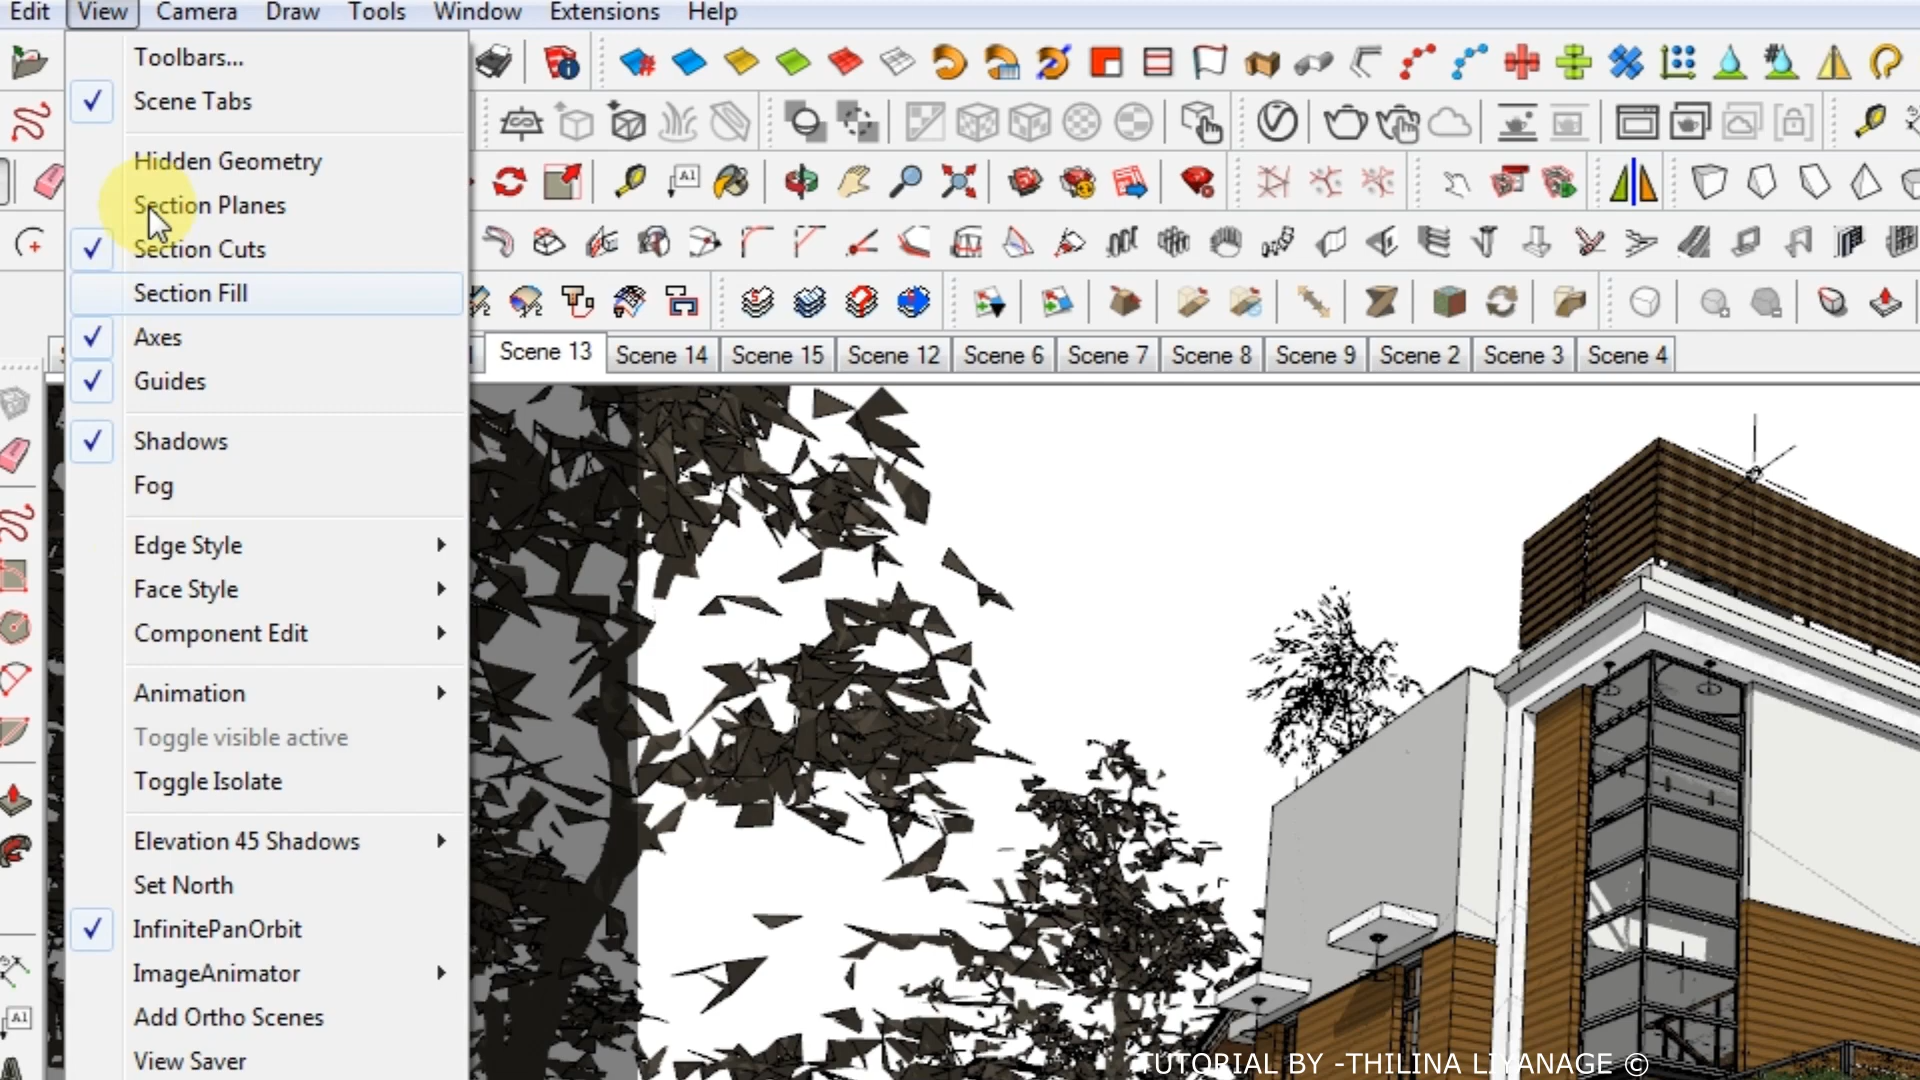 Edit View Camera Draw Tools Window Extensions Help
Toolbars...
Scene Tabs
Hidden Geometry
Section Planes
Section Cuts
Section Fill
Axes
Guides
Shadows
Fog
Edge Style
Face Style
Component Edit
Animation
Toggle visible active
Toggle Isolate
Elevation 45 Shadows
Set North
InfinitePanOrbit
ImageAnimator
Add Ortho Scenes
View Saver
Scene 13 Scene 14 Scene 15 Scene 12 Scene 6 Scene 7 Scene 8 Scene 9 Scene 2 Scene 3 Scene 4
A1
A1
TUTORIAL BY -THILINA LIYANAGE ©